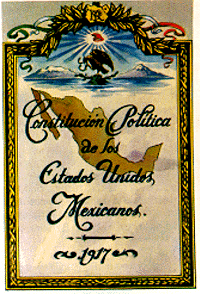 Constitución Política
de los
Estados Unidos
Mexicanos.
1917